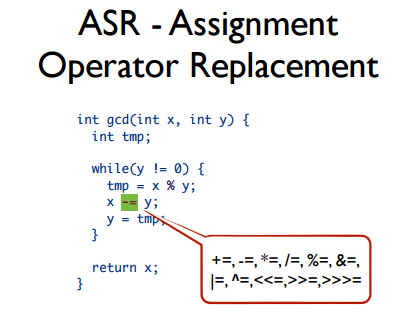 ASR - Assignment
Operator Replacement
int gcd(int x, int y) {
int tmp;
while(y != 0) {
tmp = x % y;
x -= y;
y = tmp;
}
return x;
}
+=, -=, *=, /=, %=, &=,
|=, ^=,<<=,>>=,>>>=